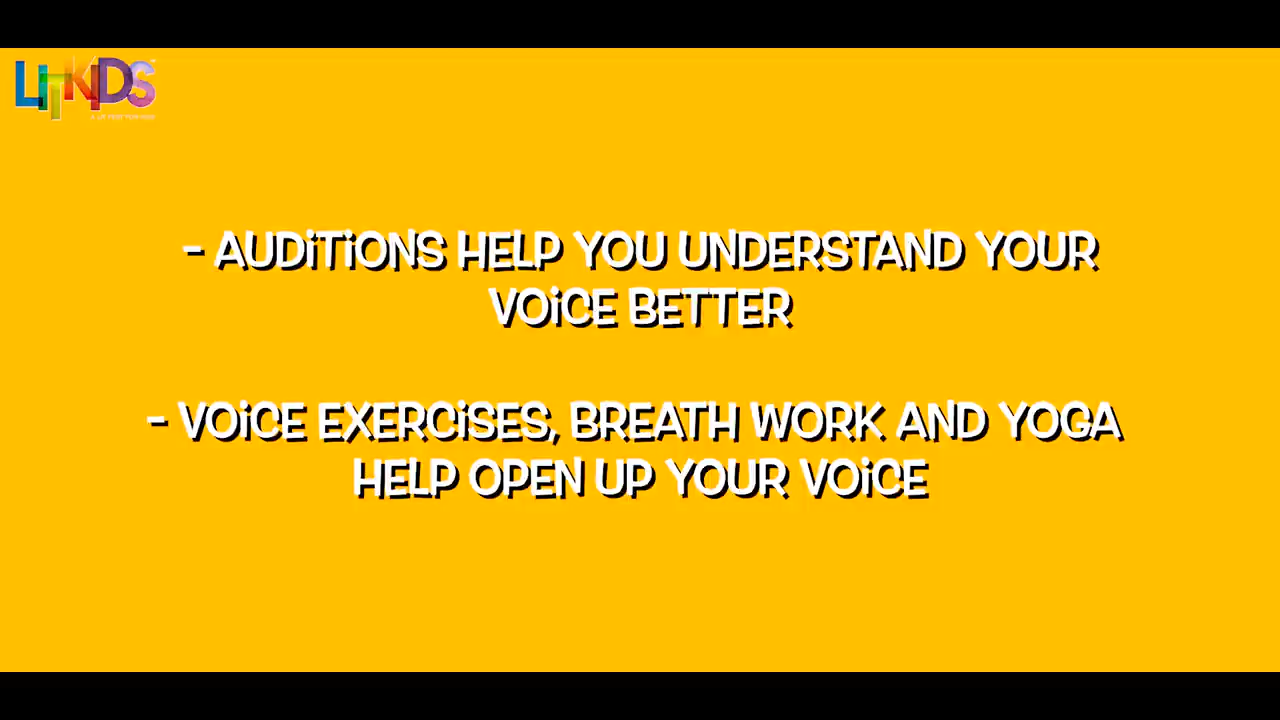 LITKIDS
- AUDiTiONS HELP YOU UNDERSTAND YOUR
VOiCE BETTER
- VOiCE EXERCiSES, BREATH WORK AND YOGA
HELP OPEN UP YOUR VOiCE